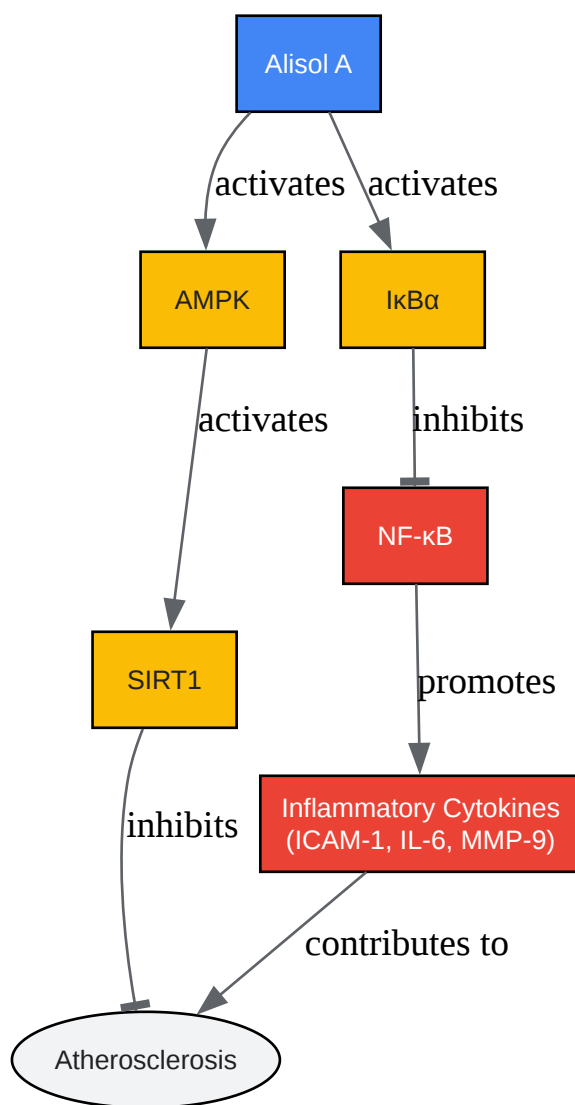 Alisol A
activates
activates
AMPK
IκBα
activates
inhibits
NF-κB
SIRT1
promotes
Inflammatory Cytokines
(ICAM-1, IL-6, MMP-9)
inhibits
contributes to
Atherosclerosis